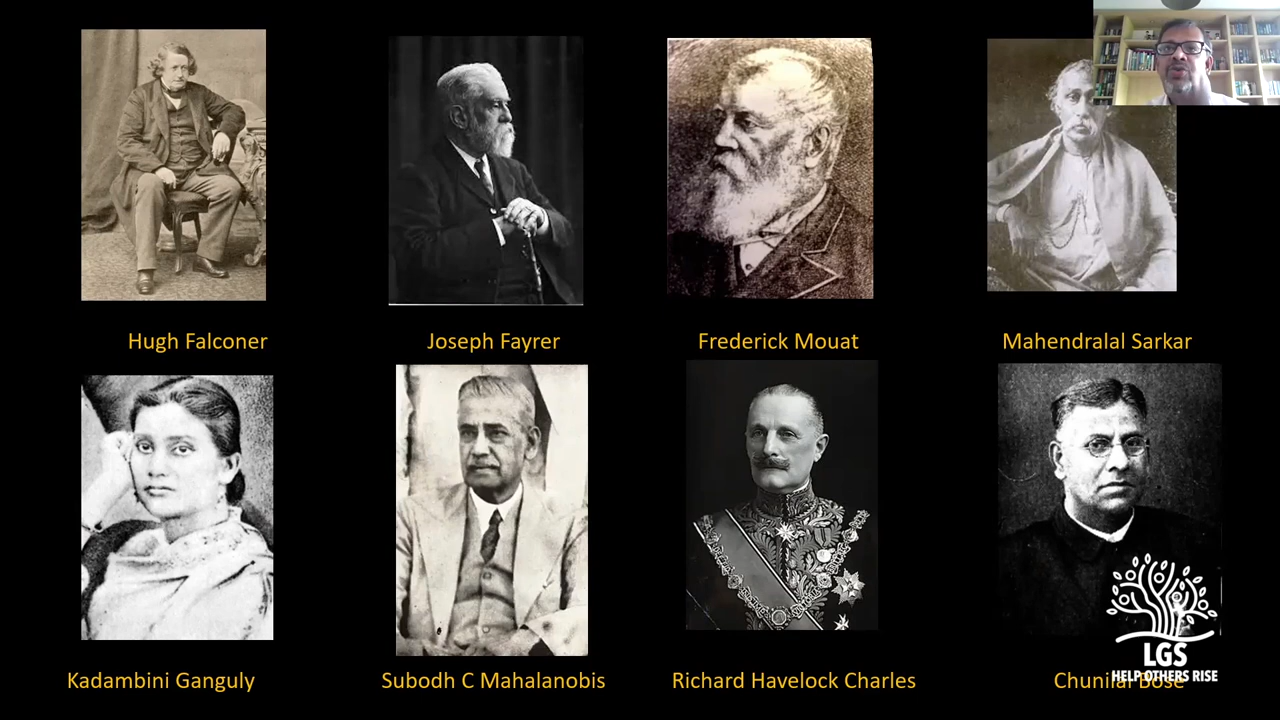 Hugh Falconer
Joseph Fayrer
Frederick Mouat
Mahendralal Sarkar
Kadambini Ganguly
Subodh C Mahalanobis
Richard Havelock Charles
Chunilal Bose
LGS
HELP OTHERS RISE